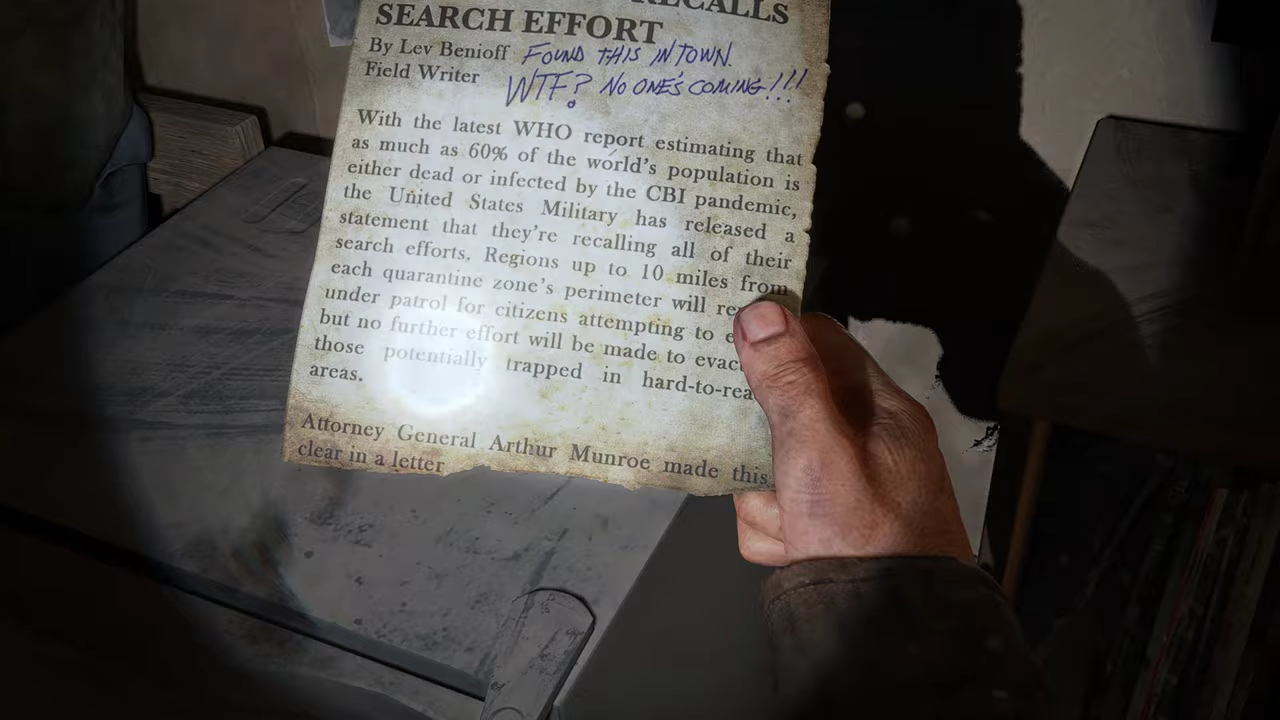 RECALLS
SEARCH EFFORT
By Lev Benioff FOUND THIS IN TOWN.
Field Writer WTF? NO ONE'S COMING!!!
With the latest WHO report estimating that
as much as 60% of the world's population is
either dead or infected by the CBI pandemic,
the United States Military has released a
statement that they're recalling all of their
search efforts. Regions up to 10 miles from
each quarantine zone's perimeter will
under patrol for citizens attempting to
but no further effort will be made to
those potentially trapped in
areas.
Attorney General Arthur Munroe made this
clear in a letter